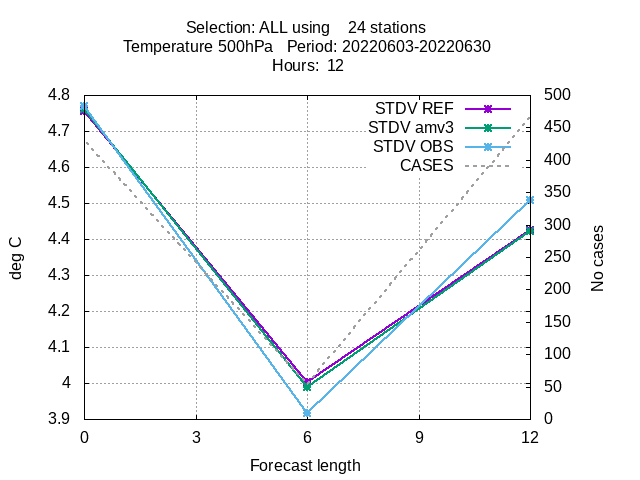 Selection: ALL using    24 stations
Temperature 500hPa   Period: 20220603-20220630
Hours:  12
4.8
4.7
4.6
4.5
4.4
4.3
4.2
4.1
4
3.9
deg C
STDV REF
STDV amv3
STDV OBS
CASES
500
450
400
350
300
250
200
150
100
50
0
No cases
0 3 6 9 12
Forecast length